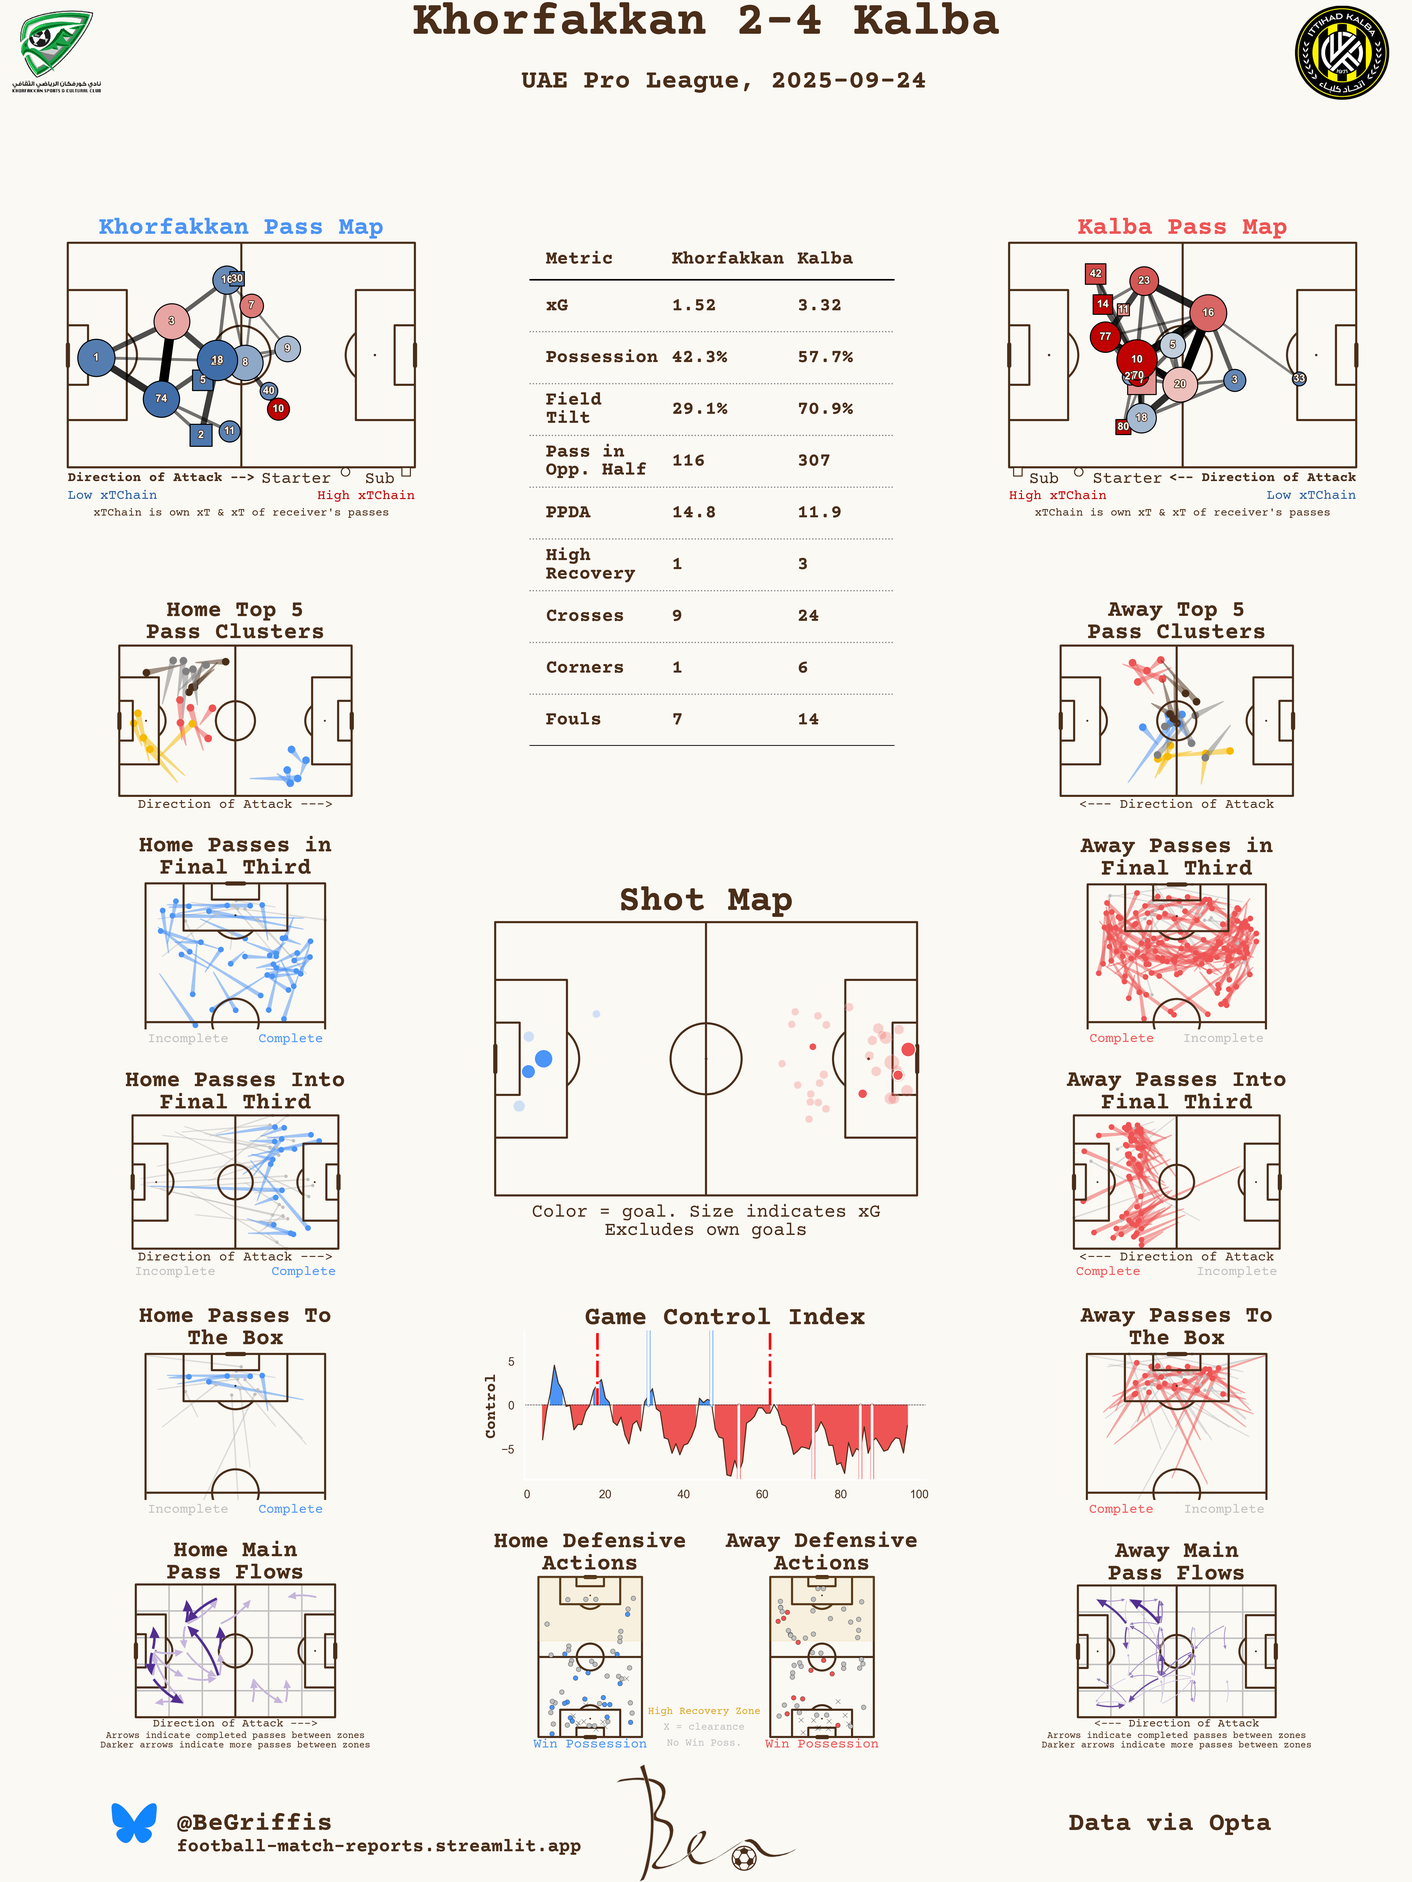 Khorfakkan 2-4 Kalba
UAE Pro League, 2025-09-24
نادي خورفكان الرياضي الثقافي
KHORFAKKAN SPORTS & CULTURAL CLUB
ITTIHAD KALBA
1971
اتحاد كلباء
Khorfakkan Pass Map
1
3
74
16
30
7
18
8
9
5
40
10
2
11
Direction of Attack --> Starter Sub
Low xTChain High xTChain
xTChain is own xT & xT of receiver's passes
Metric Khorfakkan Kalba
xG 1.52 3.32
Possession 42.3% 57.7%
Field
Tilt 29.1% 70.9%
Pass in
Opp. Half 116 307
PPDA 14.8 11.9
High
Recovery 1 3
Crosses 9 24
Corners 1 6
Fouls 7 14
Kalba Pass Map
42
23
14
11
16
77
5
10
70
20
3
33
18
80
Sub Starter <-- Direction of Attack
High xTChain Low xTChain
xTChain is own xT & xT of receiver's passes
Home Top 5
Pass Clusters
Direction of Attack --->
Away Top 5
Pass Clusters
<--- Direction of Attack
Home Passes in
Final Third
Incomplete Complete
Away Passes in
Final Third
Complete Incomplete
Shot Map
Color = goal. Size indicates xG
Excludes own goals
Home Passes Into
Final Third
Direction of Attack --->
Incomplete Complete
Away Passes Into
Final Third
<--- Direction of Attack
Complete Incomplete
Home Passes To
The Box
Incomplete Complete
Game Control Index
Control
5
0
−5
0 20 40 60 80 100
Away Passes To
The Box
Complete Incomplete
Home Main
Pass Flows
Direction of Attack --->
Arrows indicate completed passes between zones
Darker arrows indicate more passes between zones
Home Defensive
Actions
Win Possession
High Recovery Zone
X = clearance
No Win Poss.
Away Defensive
Actions
Win Possession
Away Main
Pass Flows
<--- Direction of Attack
Arrows indicate completed passes between zones
Darker arrows indicate more passes between zones
@BeGriffis
football-match-reports.streamlit.app
Ben
Data via Opta